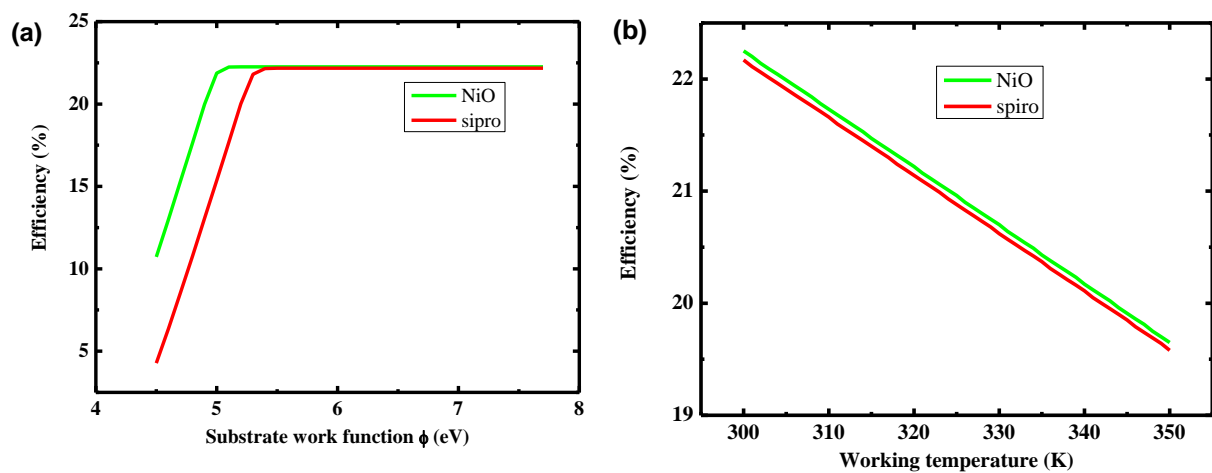 (a)
25
20
15
10
5
Efficiency (%)
NiO
sipro
4 5 6 7 8
Substrate work function ϕ (eV)
(b)
22
21
20
19
Efficiency (%)
NiO
spiro
300 310 320 330 340 350
Working temperature (K)